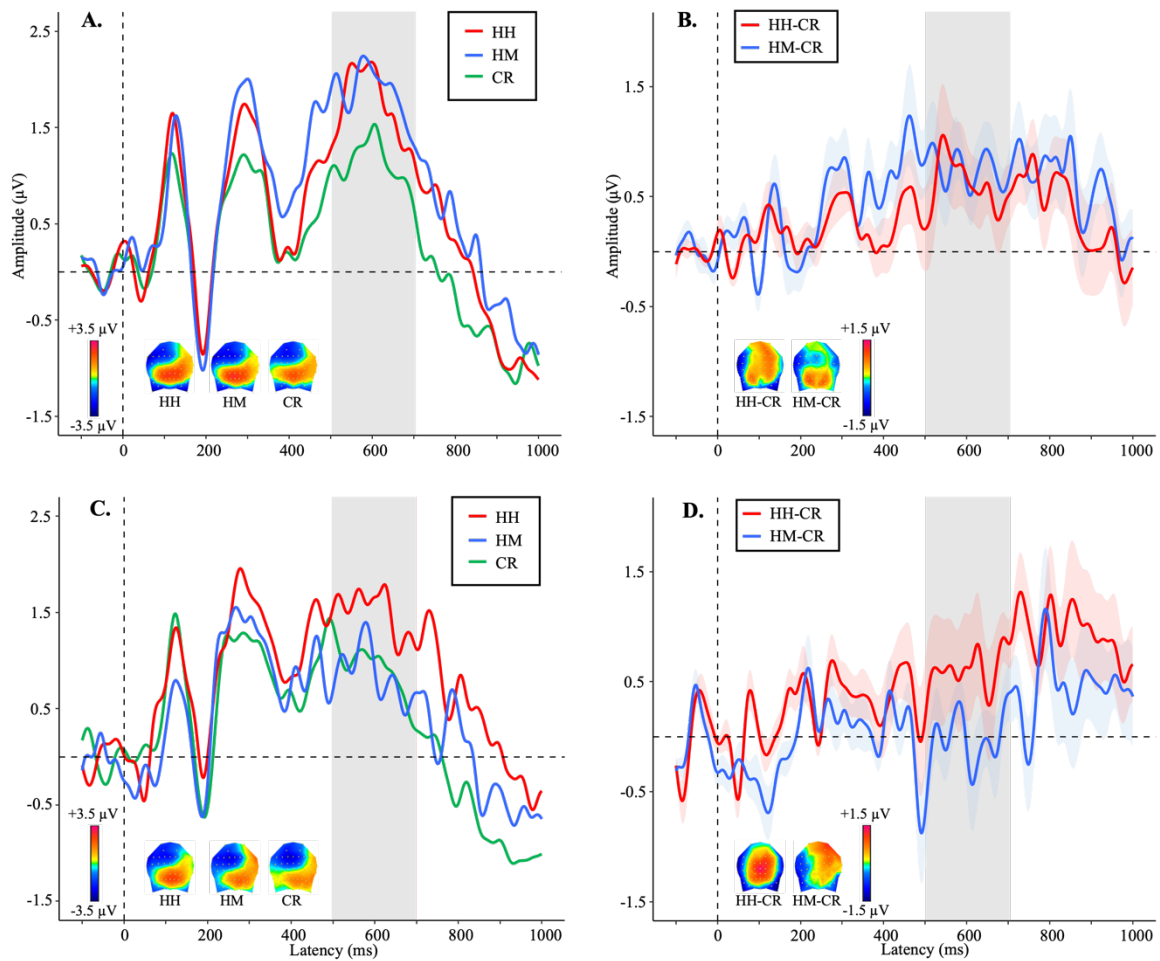 A.
HH
HM
CR
2.5
1.5
0.5
-0.5
-1.5
Amplitude (µV)
+3.5 µV
-3.5 µV
HH
HM
CR
0
200
400
600
800
1000
B.
HH-CR
HM-CR
1.5
0.5
-0.5
-1.5
Amplitude (µV)
+1.5 µV
-1.5 µV
HH-CR
HM-CR
0
200
400
600
800
1000
C.
HH
HM
CR
2.5
1.5
0.5
-0.5
-1.5
+3.5 µV
-3.5 µV
HH
HM
CR
0
200
400
600
800
1000
Latency (ms)
D.
HH-CR
HM-CR
1.5
0.5
-0.5
-1.5
+1.5 µV
-1.5 µV
HH-CR
HM-CR
0
200
400
600
800
1000
Latency (ms)